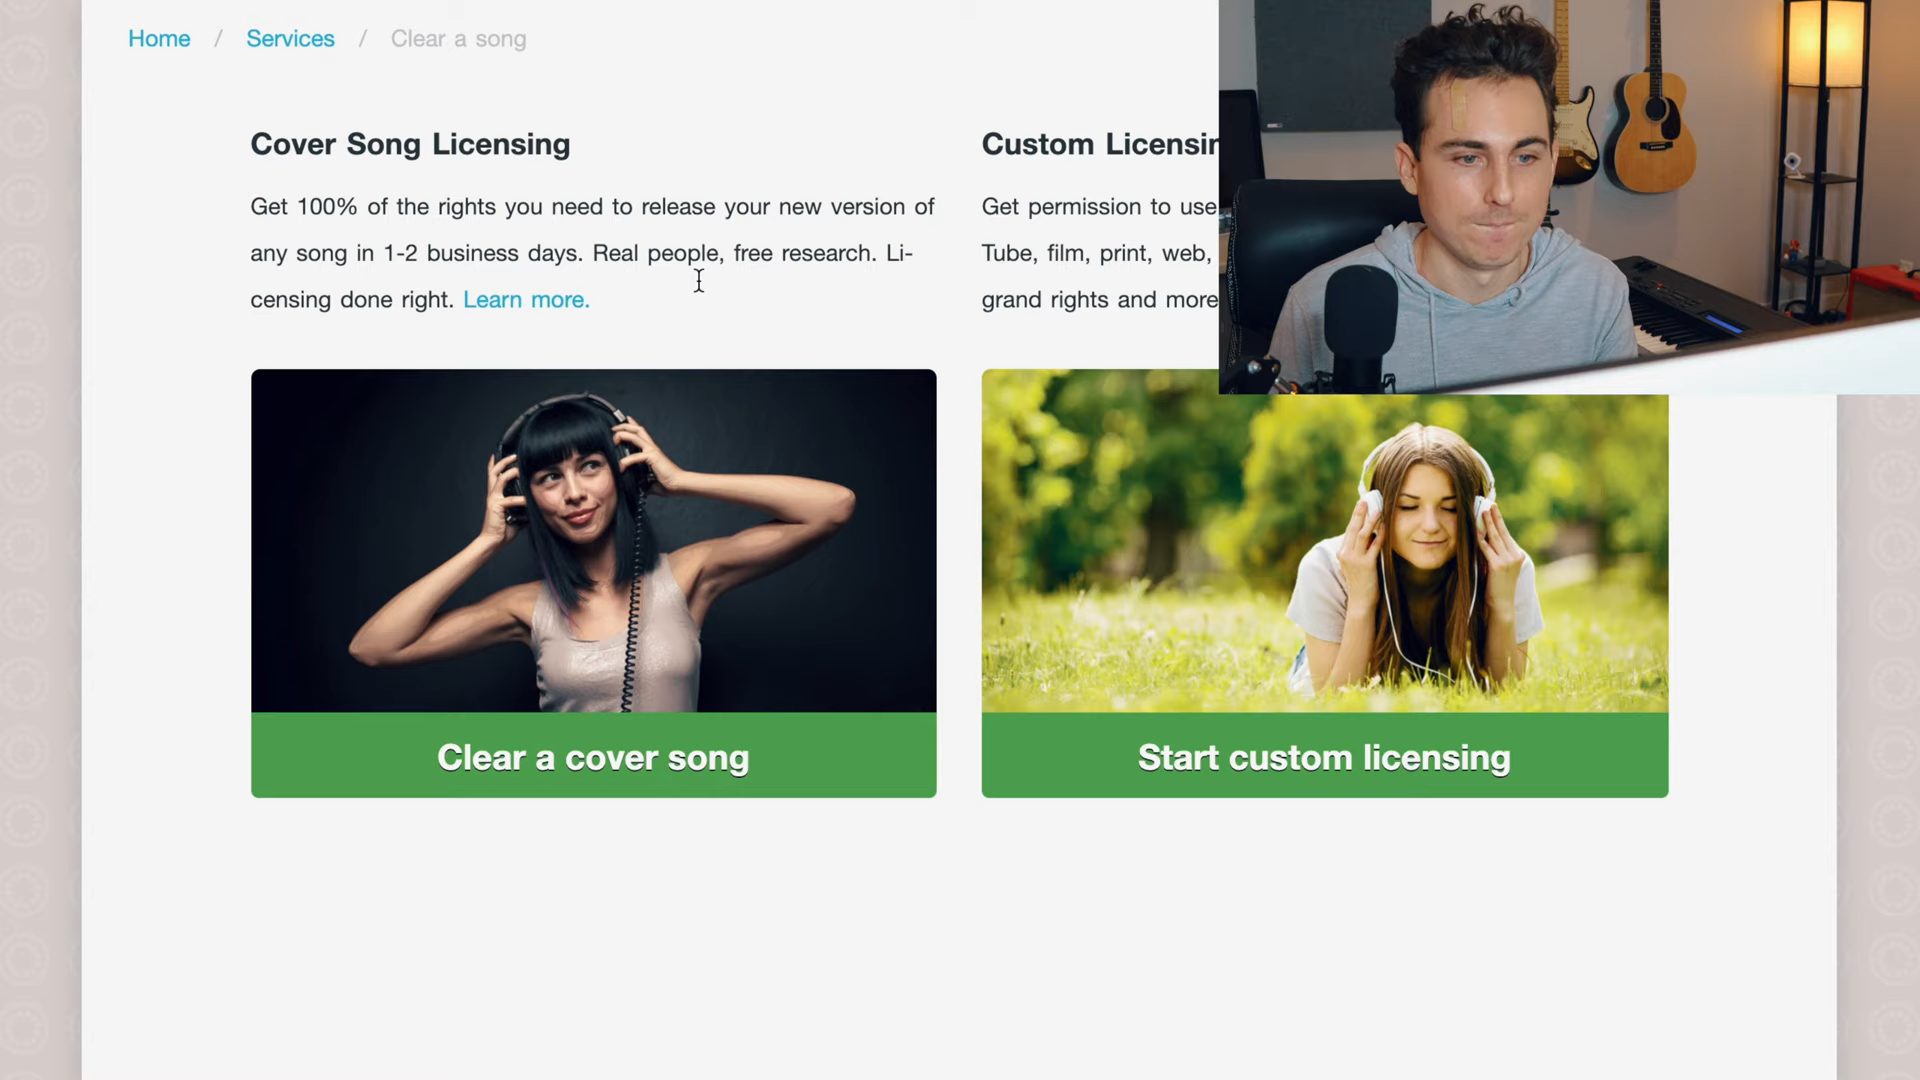 Home / Services / Clear a song
Cover Song Licensing
Get 100% of the rights you need to release your new version of
any song in 1-2 business days. Real people, free research. Li-
censing done right. Learn more.
Clear a cover song
Custom
Get permission to use
Tube, film, print, web,
grand rights and more
Start custom licensing